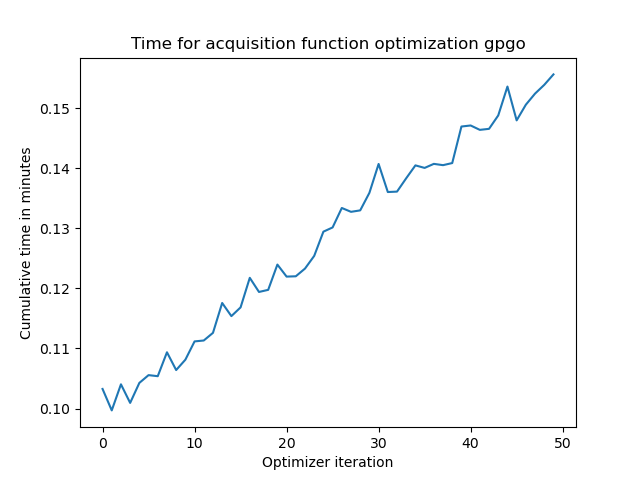 Time for acquisition function optimization gpgo
Cumulative time in minutes
0.15
0.14
0.13
0.12
0.11
0.10
0 10 20 30 40 50
Optimizer iteration